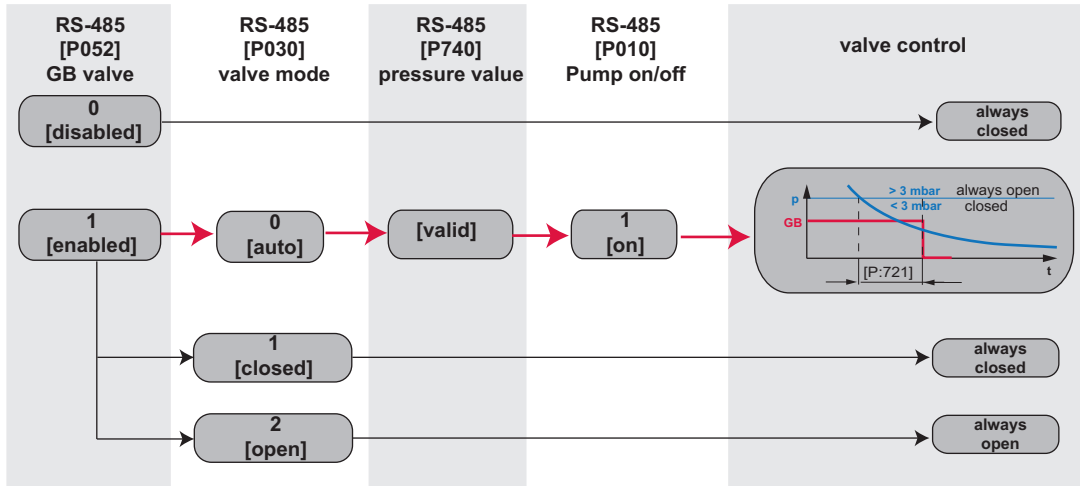 RS-485
[P052]
GB valve
RS-485
[P030]
valve mode
RS-485
[P740]
pressure value
RS-485
[P010]
Pump on/off
valve control
0
[disabled]
always
closed
1
[enabled]
0
[auto]
[valid]
1
[on]
p
> 3 mbar
always open
< 3 mbar
closed
GB
t
[P:721]
1
[closed]
always
closed
2
[open]
always
open